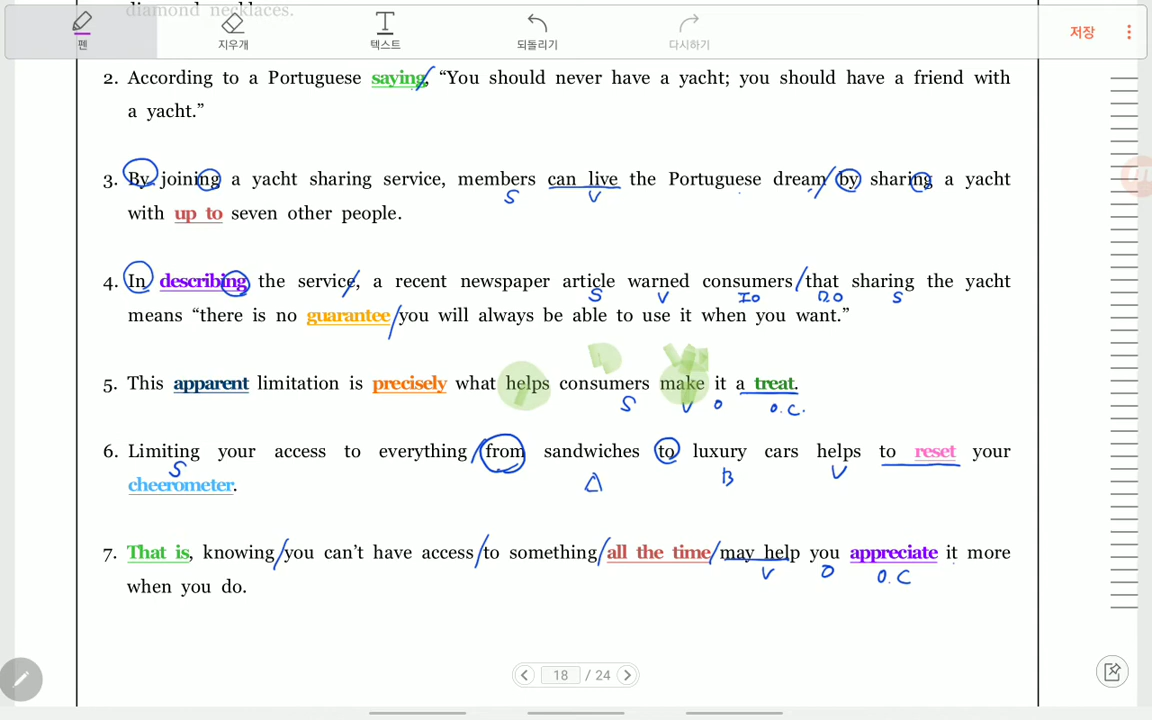 diamond necklaces.
펜
지우개
텍스트
되돌리기
다시하기
저장
2. According to a Portuguese saying, “You should never have a yacht; you should have a friend with
a yacht.”
3. By joining a yacht sharing service, members can live the Portuguese dream by sharing a yacht
S V
with up to seven other people.
4. In describing the service, a recent newspaper article warned consumers that sharing the yacht
S V IO D.O S
means “there is no guarantee you will always be able to use it when you want.”
5. This apparent limitation is precisely what helps consumers make it a treat.
S V O O.C.
6. Limiting your access to everything from sandwiches to luxury cars helps to reset your
S A B V
cheerometer.
7. That is, knowing you can’t have access to something all the time may help you appreciate it more
V O O.C
when you do.
18 / 24